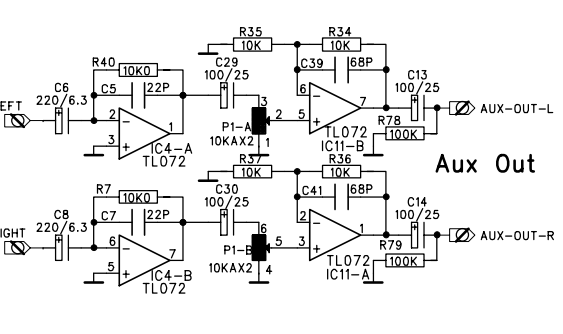 R35
10K
R34
10K
R40
10K0
C29
100/25
C39
68P
C6
220/6.3
C5
22P
C13
100/25
EFT
2
3
1
IC4-A
TL072
3
2
1
P1-A
10KAX2
6
5
7
TL072
IC11-B
R78
100K
AUX-OUT-L
Aux Out
R37
10K
R36
10K
R7
10K0
C30
100/25
C41
68P
C8
220/6.3
C7
22P
C14
100/25
IGHT
6
5
7
IC4-B
TL072
6
5
4
P1-B
10KAX2
2
3
1
TL072
IC11-A
R79
100K
AUX-OUT-R